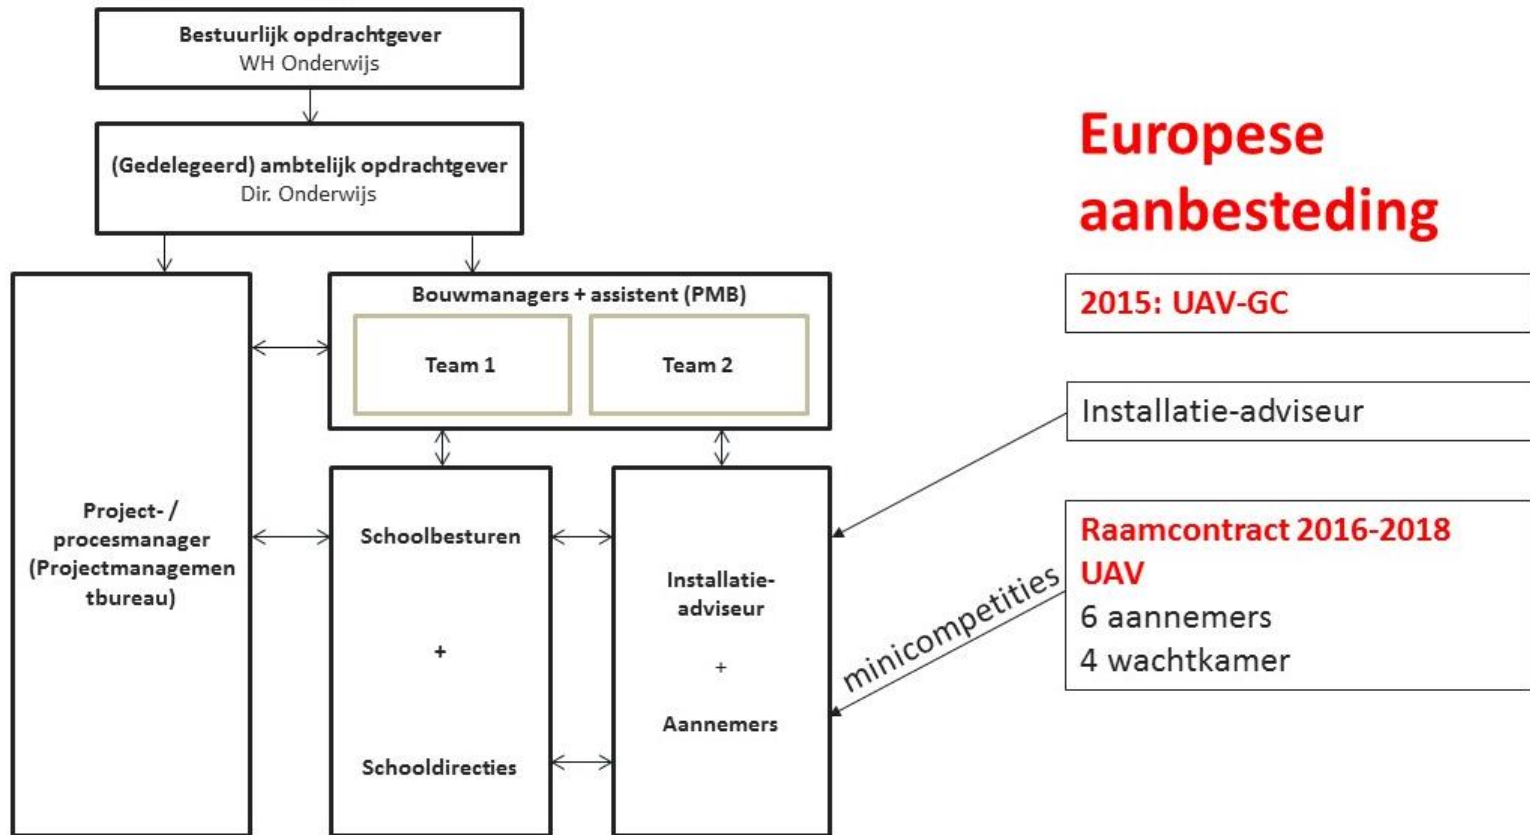 Bestuurlijk opdrachtgever
WH Onderwijs
(Gedelegeerd) ambtelijk opdrachtgever
Dir. Onderwijs
Bouwmanagers + assistent (PMB)
Team 1
Team 2
Project- /
procesmanager
(Projectmanagemen
tbureau)
Schoolbesturen
+
Schooldirecties
Installatie-
adviseur
+
Aannemers
minicompetities
Europese
aanbesteding
2015: UAV-GC
Installatie-adviseur
Raamcontract 2016-2018
UAV
6 aannemers
4 wachtkamer